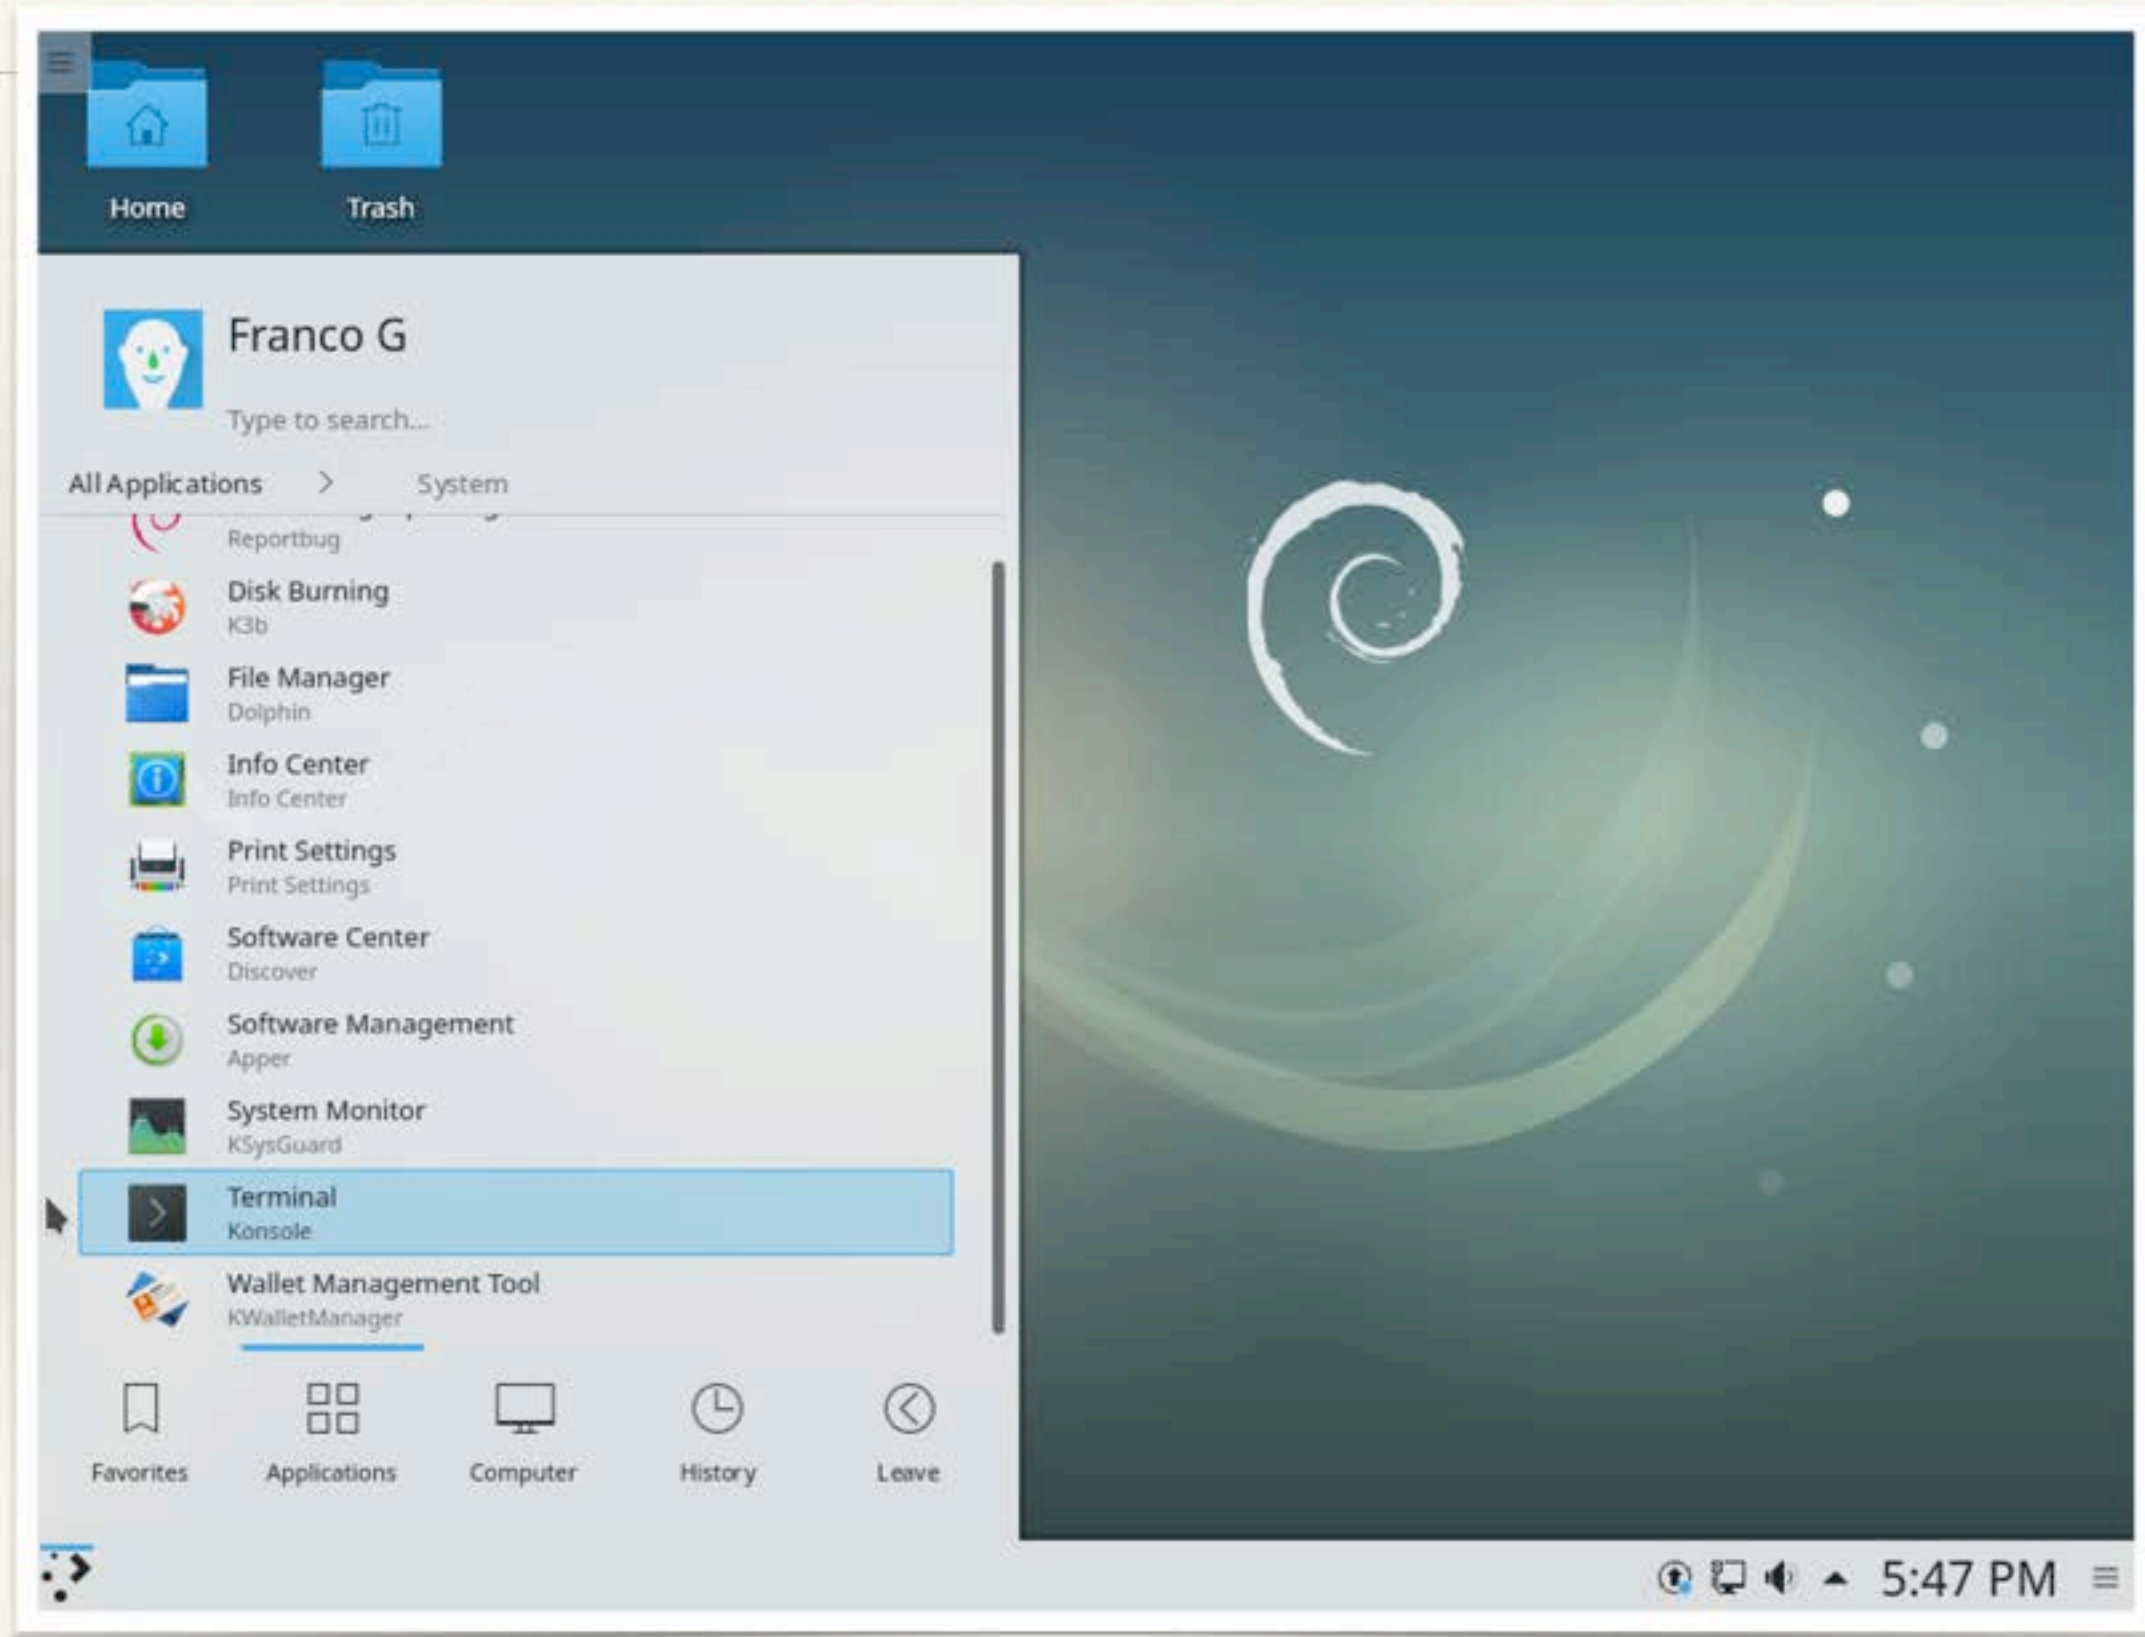 Home
Trash
Franco G
Type to search...
All Applications > System
Reportbug
Disk Burning
K3b
File Manager
Dolphin
Info Center
Info Center
Print Settings
Print Settings
Software Center
Discover
Software Management
Apper
System Monitor
KSysGuard
Terminal
Konsole
Wallet Management Tool
KWalletManager
Favorites
Applications
Computer
History
Leave
5:47 PM